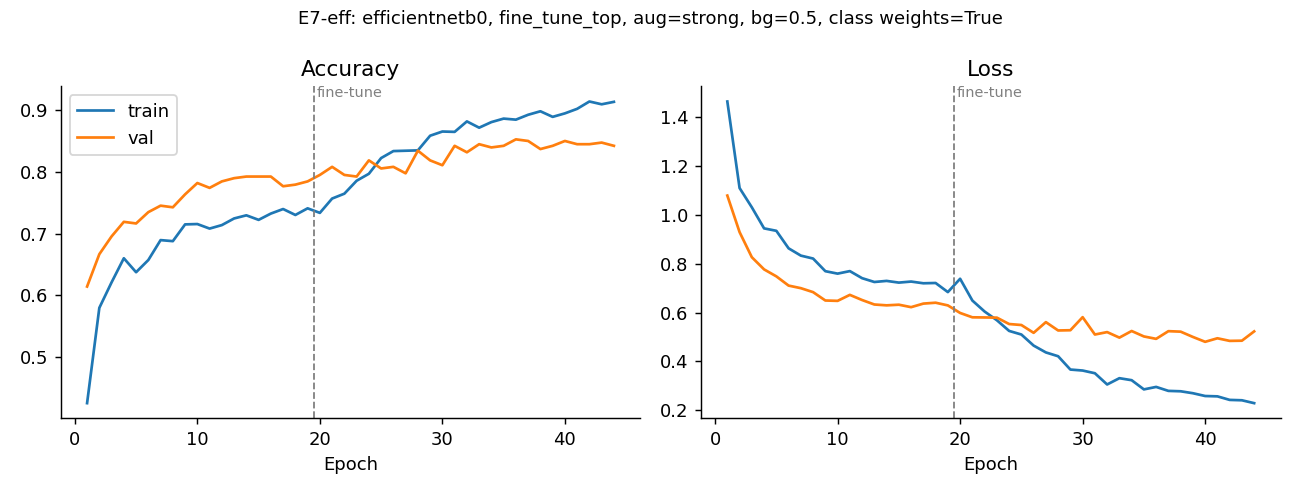 E7-eff: efficientnetb0, fine_tune_top, aug=strong, bg=0.5, class weights=True
Accuracy
fine-tune
train
val
0.9
0.8
0.7
0.6
0.5
0
10
20
30
40
Epoch
Loss
fine-tune
1.4
1.2
1.0
0.8
0.6
0.4
0.2
0
10
20
30
40
Epoch